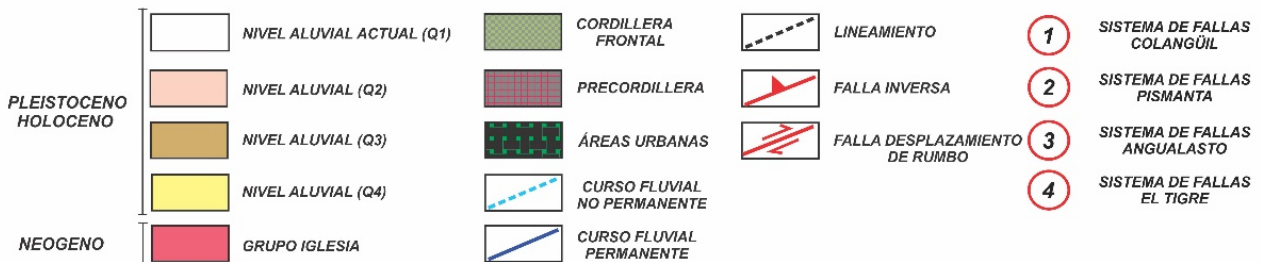 PLEISTOCENO
HOLOCENO
NIVEL ALUVIAL ACTUAL (Q1)
NIVEL ALUVIAL (Q2)
NIVEL ALUVIAL (Q3)
NIVEL ALUVIAL (Q4)
NEOGENO
GRUPO IGLESIA
CORDILLERA
FRONTAL
PRECORDILLERA
ÁREAS URBANAS
CURSO FLUVIAL
NO PERMANENTE
CURSO FLUVIAL
PERMANENTE
LINEAMIENTO
FALLA INVERSA
FALLA DESPLAZAMIENTO
DE RUMBO
1 SISTEMA DE FALLAS
COLANGÜIL
2 SISTEMA DE FALLAS
PISMANTA
3 SISTEMA DE FALLAS
ANGUALASTO
4 SISTEMA DE FALLAS
EL TIGRE